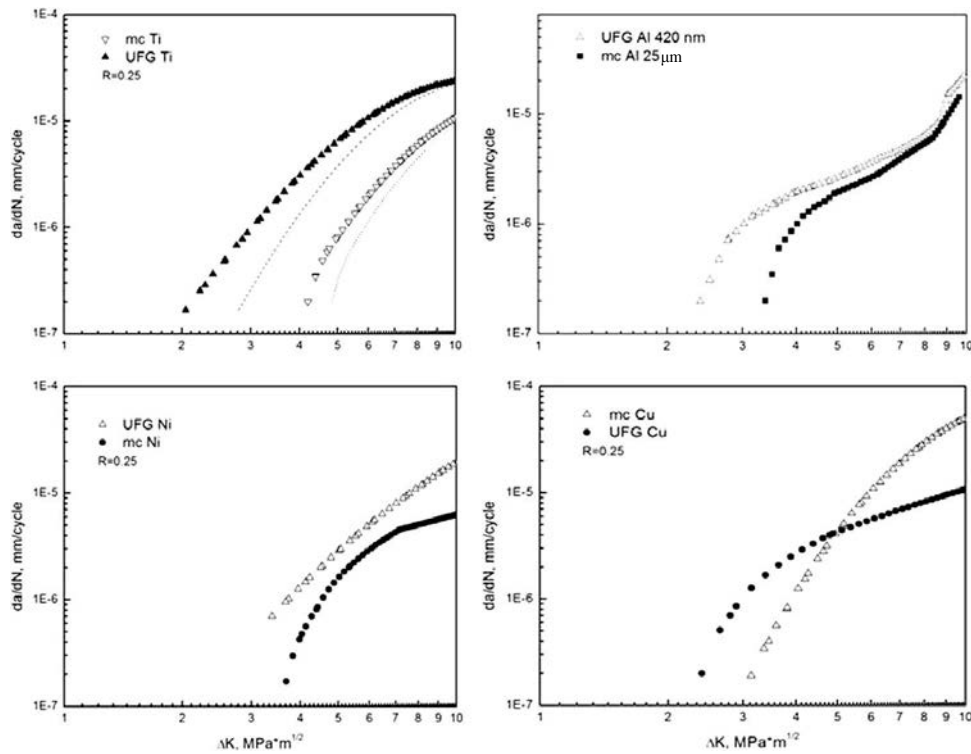 mc Ti
UFG Ti
R=0.25
1E-4
1E-5
1E-6
1E-7
da/dN, mm/cycle
1 2 3 4 5 6 7 8 9 10
UFG Al 420 nm
mc Al 25μm
1E-4
1E-5
1E-6
1E-7
da/dN, mm/cycle
1 2 3 4 5 6 7 8 9 10
UFG Ni
mc Ni
R=0.25
1E-4
1E-5
1E-6
1E-7
da/dN, mm/cycle
1 2 3 4 5 6 7 8 9 10
ΔK, MPa*m1/2
mc Cu
UFG Cu
R=0.25
1E-4
1E-5
1E-6
1E-7
da/dN, mm/cycle
1 2 3 4 5 6 7 8 9 10
ΔK, MPa*m1/2